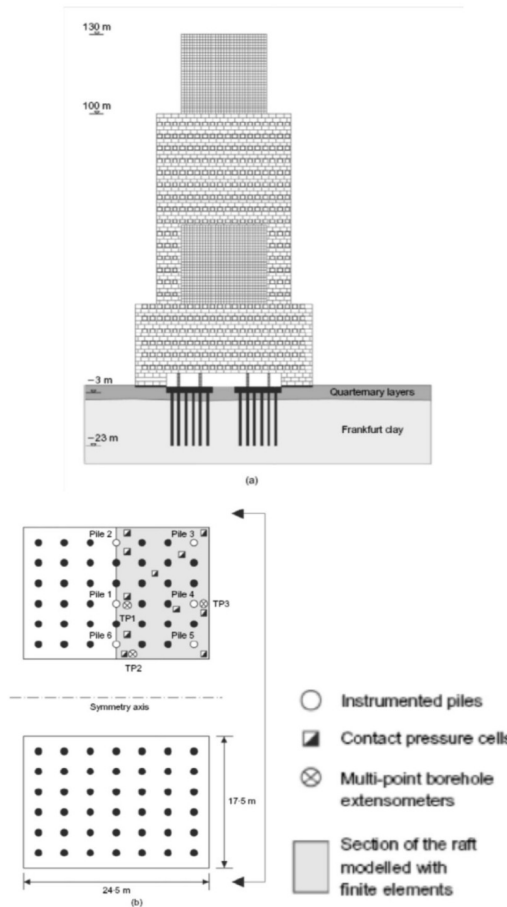 130 m
100 m
−3 m
Quarternary layers
Frankfurt clay
−23 m
(a)
Pile 2
Pile 3
Pile 1
Pile 4
TP3
TP1
Pile 6
Pile 5
TP2
Symmetry axis
Instrumented piles
Contact pressure cells
Multi-point borehole
extensometers
17·5 m
Section of the raft
modelled with
finite elements
24·5 m
(b)